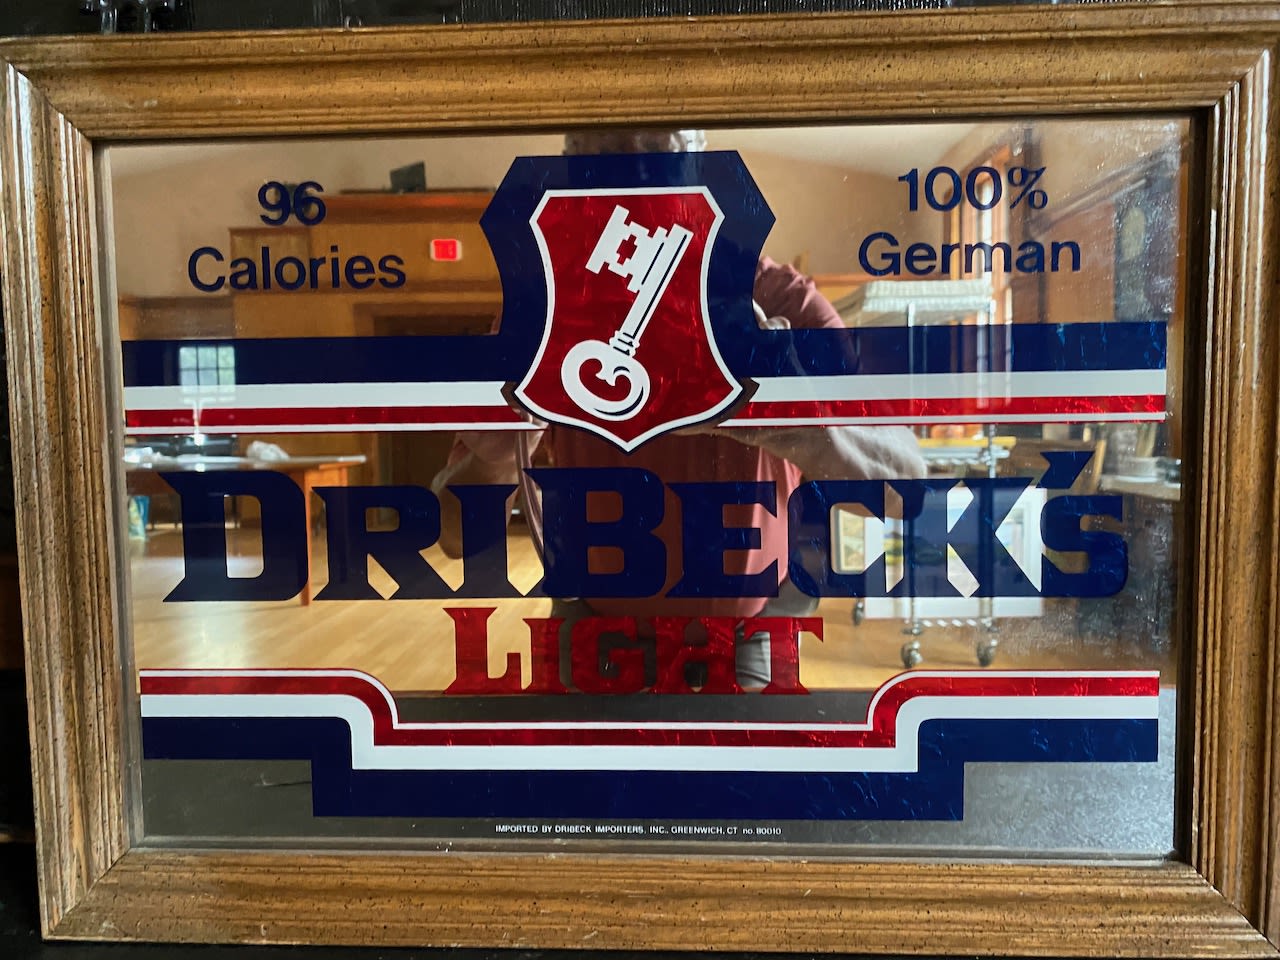 96
Calories
100%
German
DRIBECK'S
LIGHT
IMPORTED BY DRIBECK IMPORTERS, INC., GREENWICH, CT no. 80010